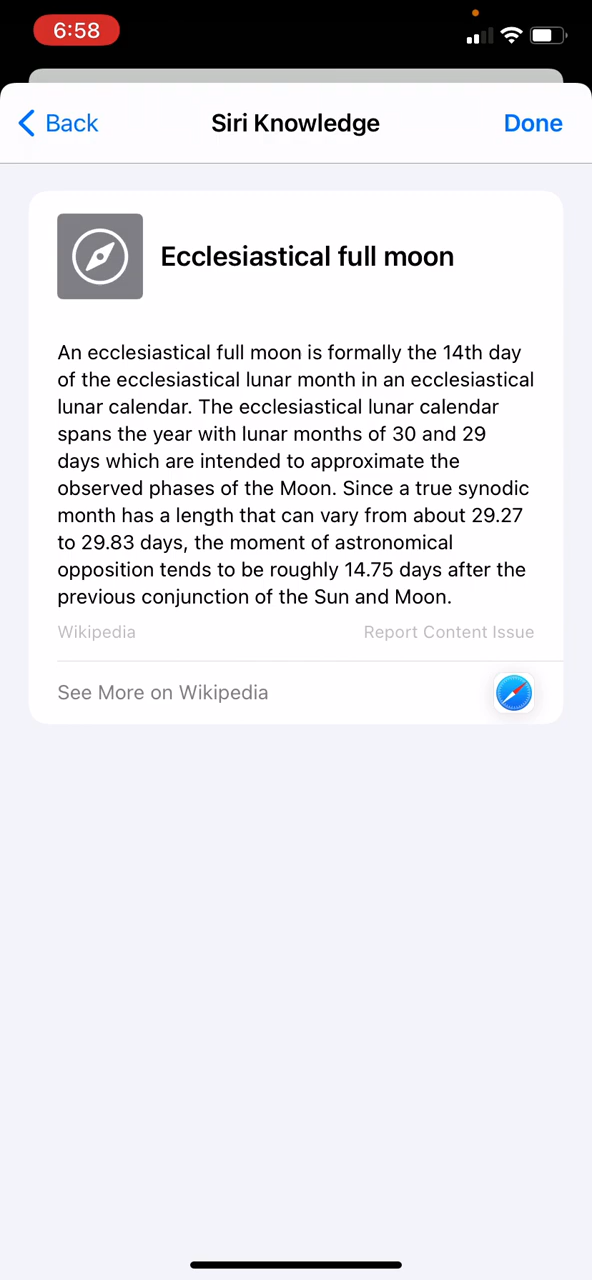 6:58
Back
Siri Knowledge
Done
Ecclesiastical full moon
An ecclesiastical full moon is formally the 14th day
of the ecclesiastical lunar month in an ecclesiastical
lunar calendar. The ecclesiastical lunar calendar
spans the year with lunar months of 30 and 29
days which are intended to approximate the
observed phases of the Moon. Since a true synodic
month has a length that can vary from about 29.27
to 29.83 days, the moment of astronomical
opposition tends to be roughly 14.75 days after the
previous conjunction of the Sun and Moon.
Wikipedia
Report Content Issue
See More on Wikipedia